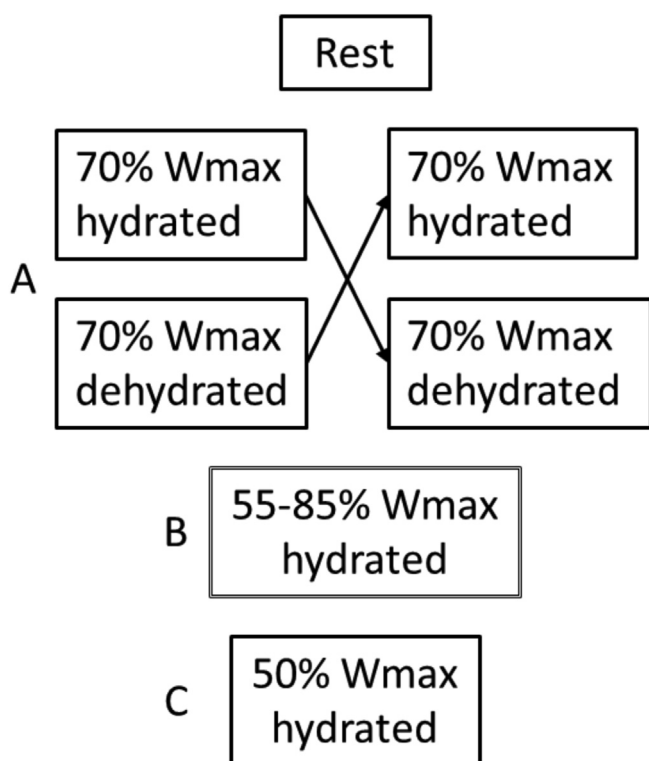 Rest
70% Wmax
hydrated
70% Wmax
hydrated
A
70% Wmax
dehydrated
70% Wmax
dehydrated
B
55-85% Wmax
hydrated
C
50% Wmax
hydrated